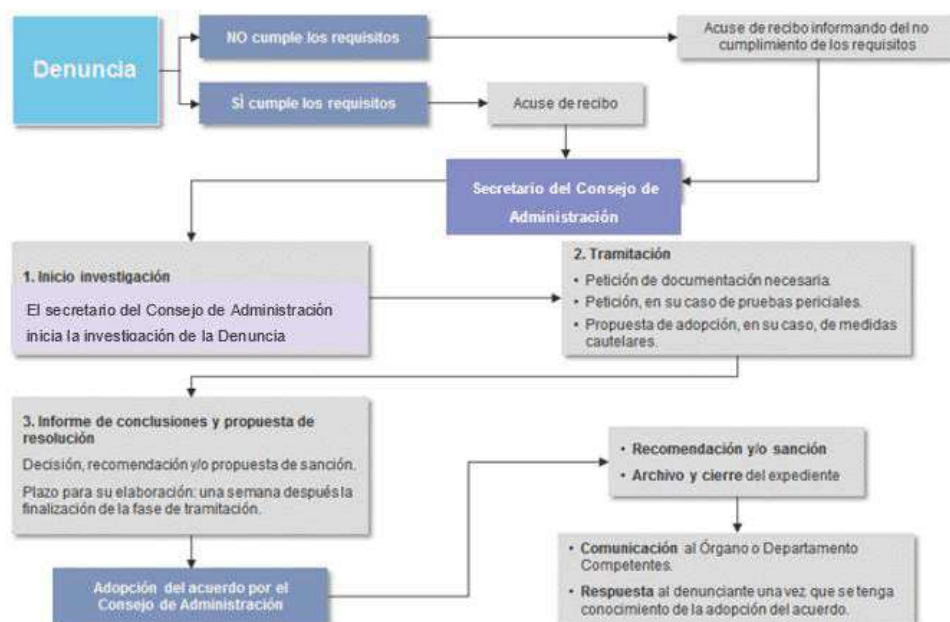 Denuncia
NO cumple los requisitos
Acuse de recibo informando del no
cumplimiento de los requisitos
SÌ cumple los requisitos
Acuse de recibo
Secretario del Consejo de
Administración
1. Inicio investigación
El secretario del Consejo de Administración
inicia la investigación de la Denuncia
2. Tramitación
• Petición de documentación necesaria.
• Petición, en su caso de pruebas periciales.
• Propuesta de adopción, en su caso, de medidas
cautelares.
3. Informe de conclusiones y propuesta de
resolución
Decisión, recomendación y/o propuesta de sanción.
Plazo para su elaboración: una semana después la
finalización de la fase de tramitación.
Adopción del acuerdo por el
Consejo de Administración
• Recomendación y/o sanción
• Archivo y cierre del expediente
• Comunicación al Órgano o Departamento
Competentes.
• Respuesta al denunciante una vez que se tenga
conocimiento de la adopción del acuerdo.